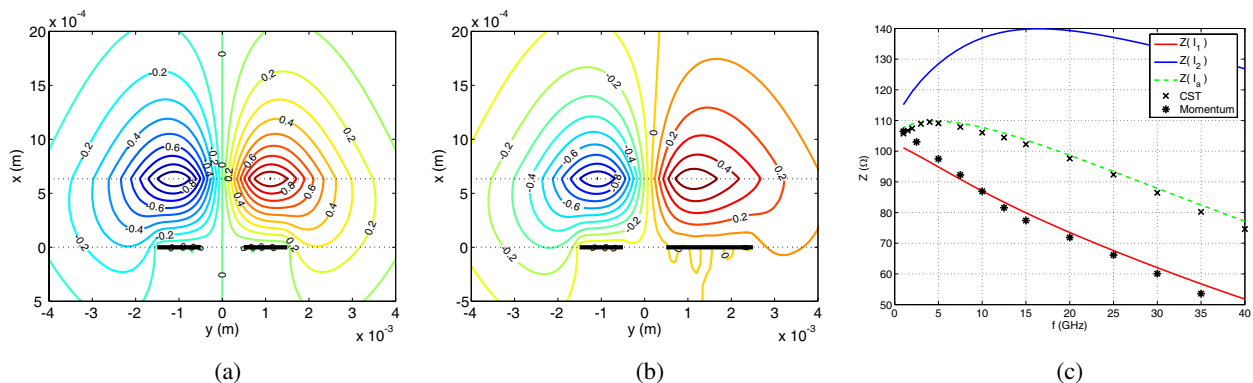 x 10⁻⁴
20
15
10
5
0
5
x (m)
-4 -3 -2 -1 0 1 2 3 4
y (m)
x 10⁻³
0
-0.2
0.2
-0.4
0.4
-0.6
0.6
-0.8
0.8
(a)
x 10⁻⁴
20
15
10
5
0
-5
x (m)
-4 -3 -2 -1 0 1 2 3 4
y (m)
x 10⁻³
0
-0.2
0.2
-0.4
0.4
-0.6
-0.8
(b)
140
130
120
110
100
90
80
70
60
50
Z (Ω)
0 5 10 15 20 25 30 35 40
f (GHz)
Z( I₁ )
Z( I₂ )
Z( Iₐ )
CST
Momentum
(c)